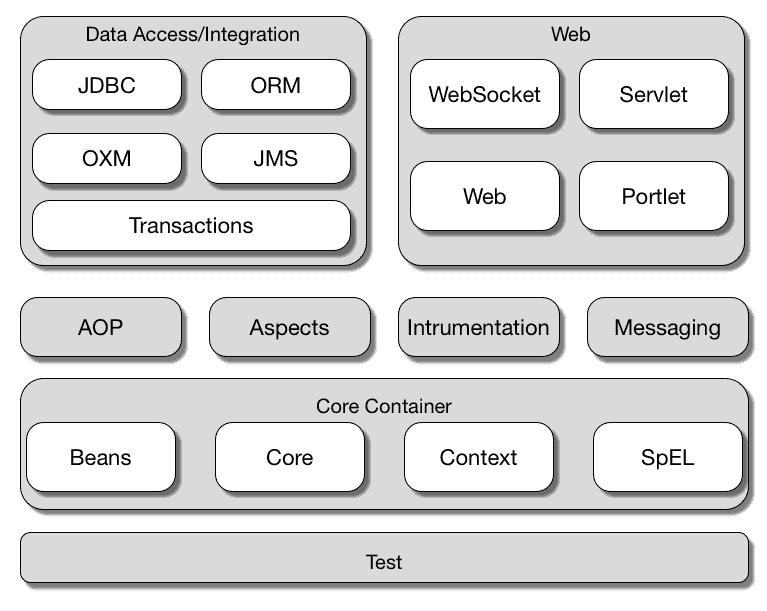 Data Access/Integration
JDBC
ORM
OXM
JMS
Transactions
Web
WebSocket
Servlet
Web
Portlet
AOP
Aspects
Intrumentation
Messaging
Core Container
Beans
Core
Context
SpEL
Test